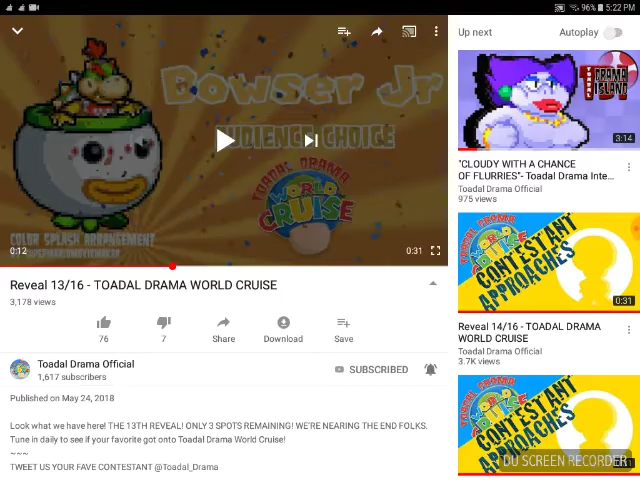 96% 5:22 PM
Bowser Jr
AUDIENCE CHOICE
TOADAL DRAMA
WORLD
CRUISE
COLOR SPLASH ARRANGEMENT
0:12
0:31
Reveal 13/16 - TOADAL DRAMA WORLD CRUISE
3,178 views
76
7
Share
Download
Save
Toadal Drama Official
1,617 subscribers
SUBSCRIBED
Published on May 24, 2018
Look what we have here! THE 13TH REVEAL! ONLY 3 SPOTS REMAINING! WE'RE NEARING THE END FOLKS.
Tune in daily to see if your favorite got onto Toadal Drama World Cruise!
~~~
TWEET US YOUR FAVE CONTESTANT @Toadal_Drama
Up next
Autoplay
TOADAL
DRAMA
ISLAND
3:14
"CLOUDY WITH A CHANCE
OF FLURRIES"- Toadal Drama Inte...
Toadal Drama Official
975 views
TOADAL DRAMA
WORLD
CRUISE
CONTESTANT
APPROACHES
0:31
Reveal 14/16 - TOADAL DRAMA
WORLD CRUISE
Toadal Drama Official
3.7K views
TOADAL DRAMA
WORLD
CRUISE
CONTESTANT
APPROACHES
DU SCREEN RECORDER